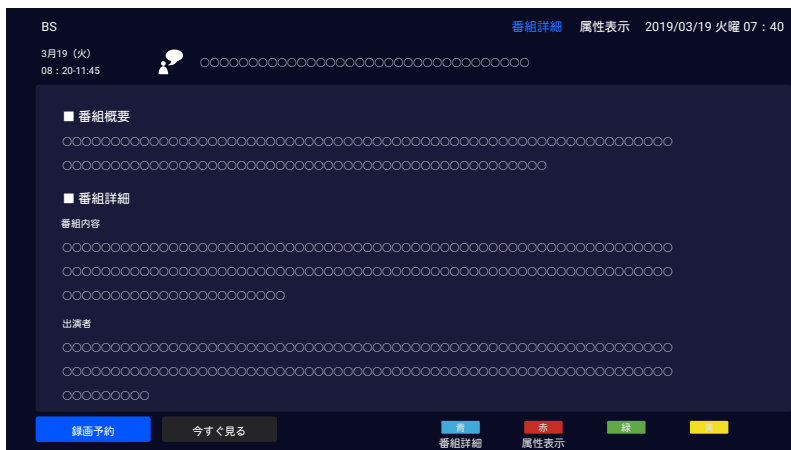 BS 番組詳細 属性表示 2019/03/19 火曜 07：40
3月19（火）
08：20-11:45
○○○○○○○○○○○○○○○○○○○○○○○○○○○○○○○○○○
■ 番組概要
○○○○○○○○○○○○○○○○○○○○○○○○○○○○○○○○○○○○○○○○○○○○○○○○○○○○○○○○○○○○○○○
○○○○○○○○○○○○○○○○○○○○○○○○○○○○○○○○○○○○○○○○○○○○○○○○○○
■ 番組詳細
番組内容
○○○○○○○○○○○○○○○○○○○○○○○○○○○○○○○○○○○○○○○○○○○○○○○○○○○○○○○○○○○○○○○
○○○○○○○○○○○○○○○○○○○○○○○○○○○○○○○○○○○○○○○○○○○○○○○○○○○○○○○○○○○○○○○
○○○○○○○○○○○○○○○○○○○○○○○
出演者
○○○○○○○○○○○○○○○○○○○○○○○○○○○○○○○○○○○○○○○○○○○○○○○○○○○○○○○○○○○○○○○
○○○○○○○○○○○○○○○○○○○○○○○○○○○○○○○○○○○○○○○○○○○○○○○○○○○○○○○○○○○○○○○
○○○○○○○○○
録画予約 今すぐ見る 青 赤 緑 黄
番組詳細 属性表示